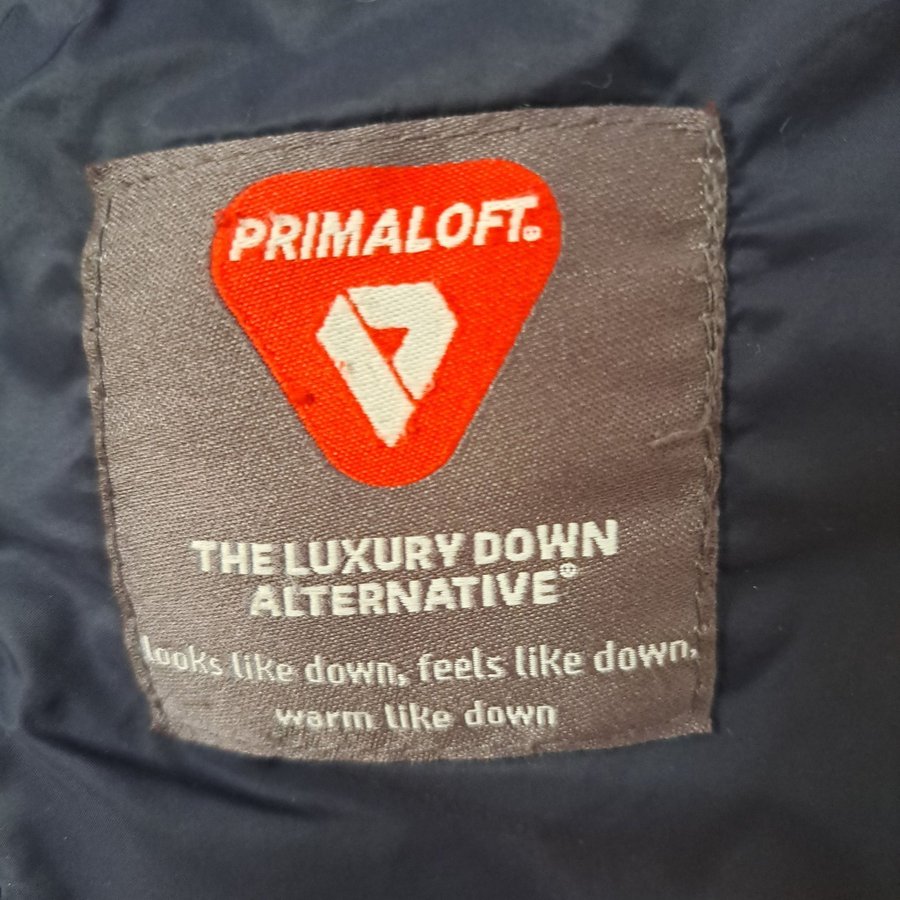 PRIMALOFT®
THE LUXURY DOWN
ALTERNATIVE®
looks like down, feels like down,
warm like down